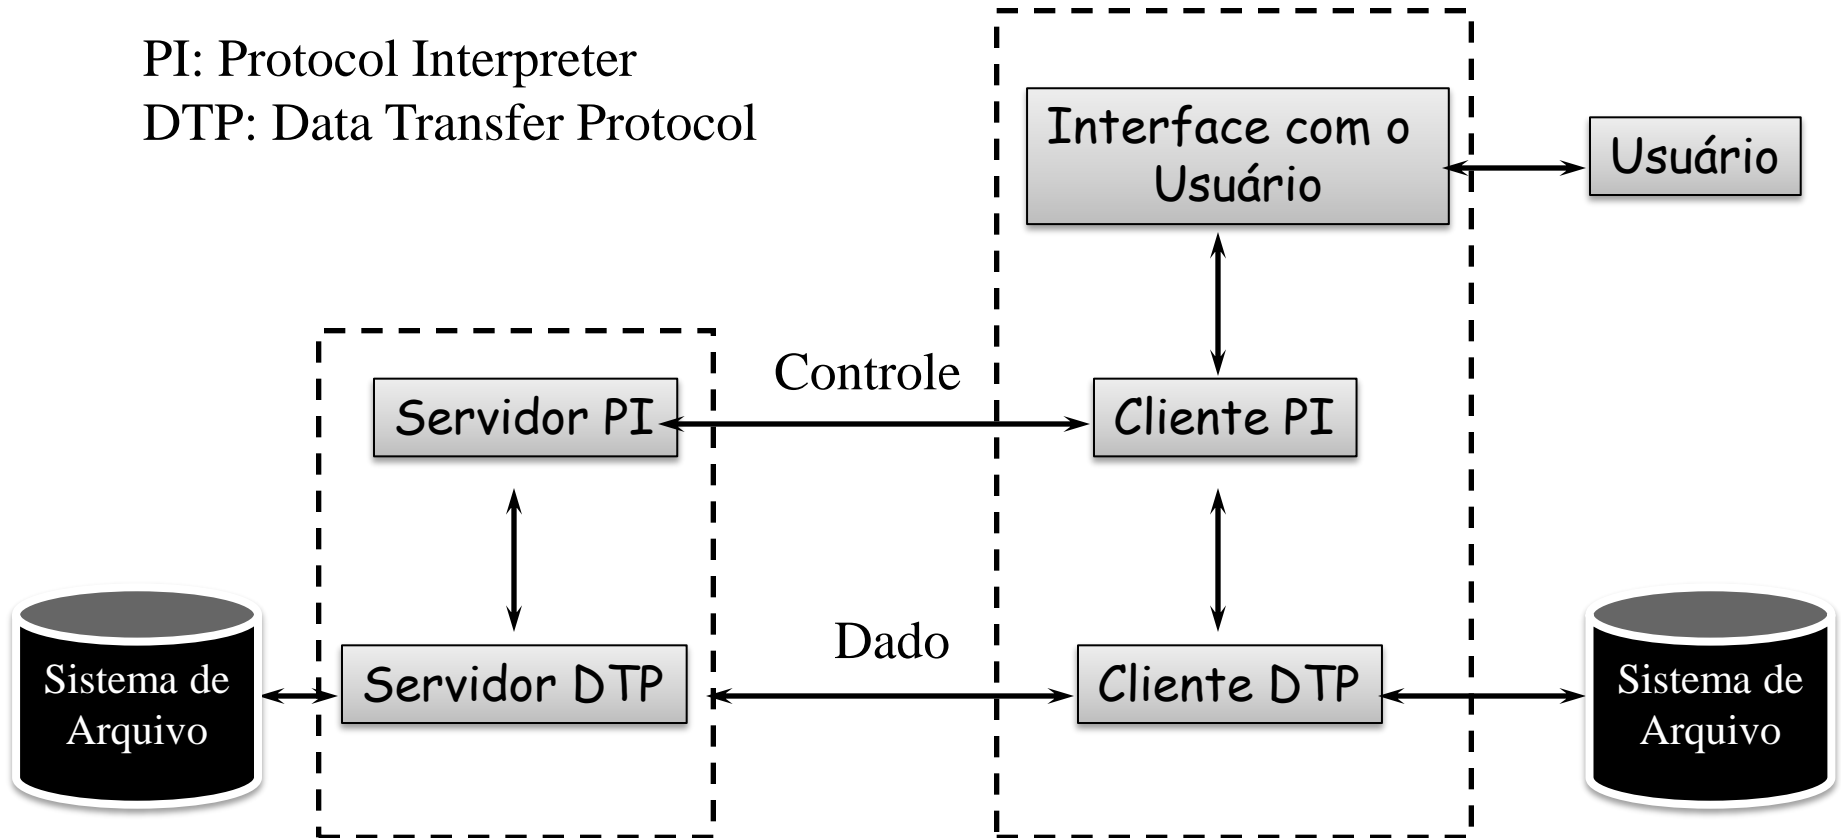 PI: Protocol Interpreter
DTP: Data Transfer Protocol
Interface com o
Usuário
Usuário
Controle
Servidor PI
Cliente PI
Dado
Sistema de
Arquivo
Servidor DTP
Cliente DTP
Sistema de
Arquivo